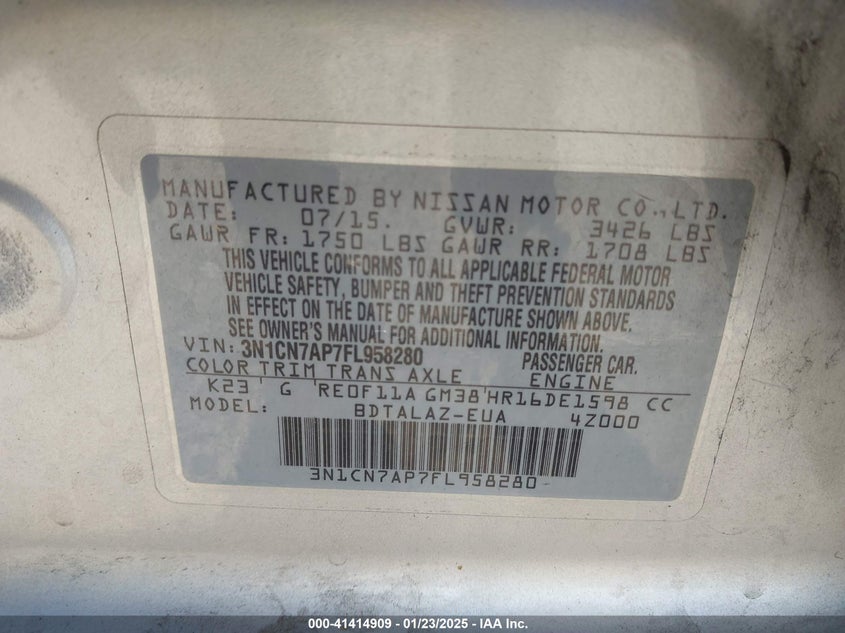 MANUFACTURED BY NISSAN MOTOR CO., LTD.
DATE: 07/15. GVWR: 3426 LBS
GAWR FR: 1750 LBS GAWR RR: 1708 LBS
THIS VEHICLE CONFORMS TO ALL APPLICABLE FEDERAL MOTOR
VEHICLE SAFETY, BUMPER AND THEFT PREVENTION STANDARDS
IN EFFECT ON THE DATE OF MANUFACTURE SHOWN ABOVE.
SEE OWNER'S MANUAL FOR ADDITIONAL INFORMATION.
VIN: 3N1CN7AP7FL958280 PASSENGER CAR.
COLOR TRIM TRANS AXLE ENGINE
K23 ' G 'RE0F11A GM38'HR16DE1598 CC
MODEL: BDTALAZ-EUA 4Z000
3N1CN7AP7FL958280
000-41414909 - 01/23/2025 - IAA Inc.